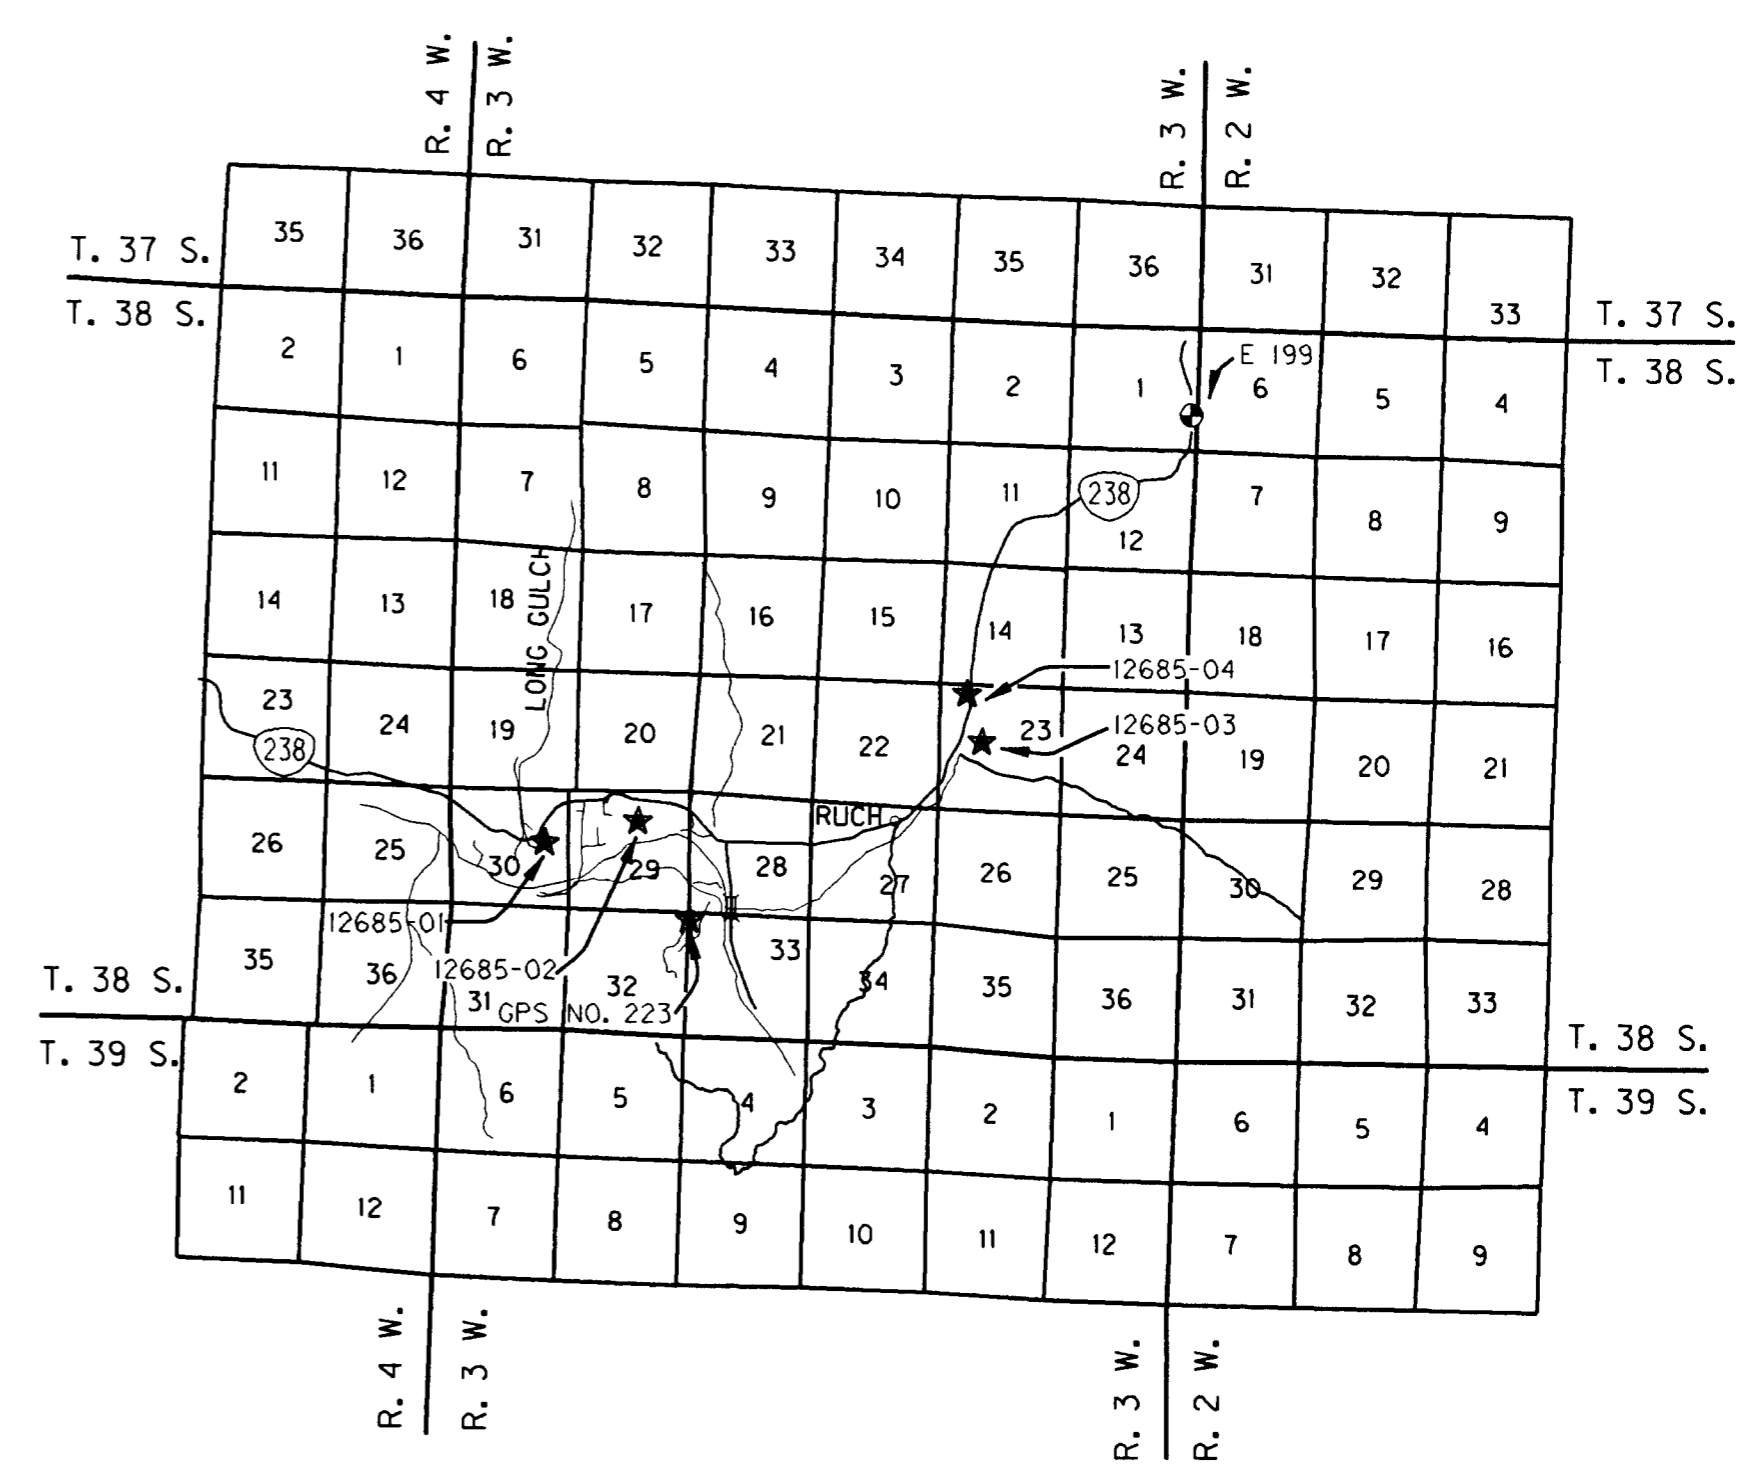 R. 4 W. R. 3 W. R. 3 W. R. 2 W.
35 36 31 32 33 34 35 36 31 32 33
T. 37 S. T. 37 S.
T. 38 S. T. 38 S.
2 1 6 5 4 3 2 1 E 199 6 5 4
11 12 7 8 9 10 11 238 12 7 8 9
14 13 18 LONG GULCH 17 16 15 14 13 18 17 16
12685-04
12685-03
23 24 19 20 21 22 23 24 19 20 21
238
RUCH
26 25 30 29 28 27 26 25 30 29 28
12685-01
12685-02
35 36 31 32 33 34 35 36 31 32 33
GPS NO. 223
T. 38 S. T. 38 S.
T. 39 S. T. 39 S.
2 1 6 5 4 3 2 1 6 5 4
11 12 7 8 9 10 11 12 7 8 9
R. 4 W. R. 3 W. R. 3 W. R. 2 W.